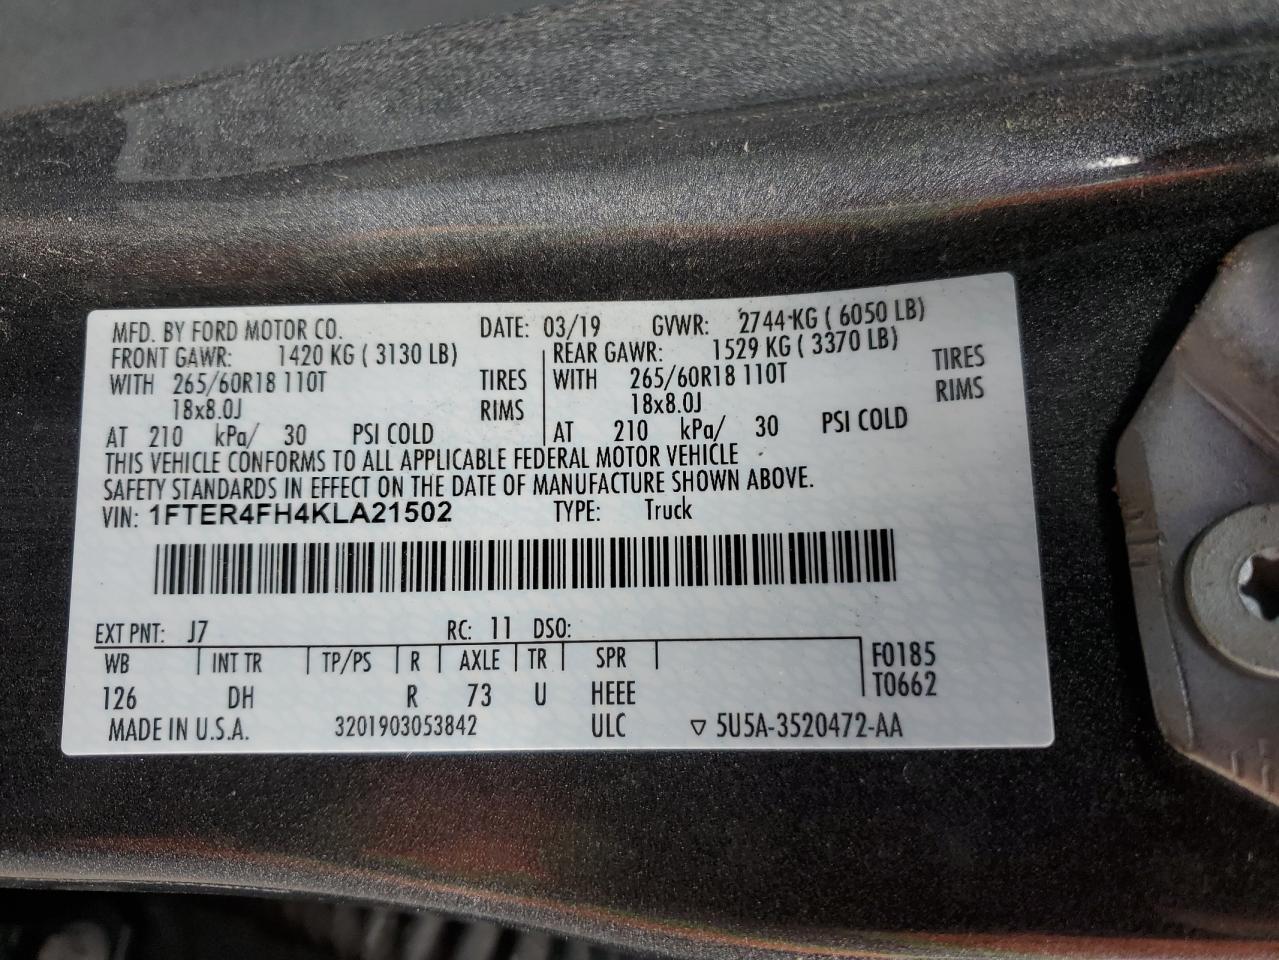 MFD. BY FORD MOTOR CO. DATE: 03/19 GVWR: 2744 KG ( 6050 LB)
FRONT GAWR: 1420 KG ( 3130 LB) REAR GAWR: 1529 KG ( 3370 LB)
WITH 265/60R18 110T TIRES WITH 265/60R18 110T TIRES
18x8.0J RIMS 18x8.0J RIMS
AT 210 kPa/ 30 PSI COLD AT 210 kPa/ 30 PSI COLD
THIS VEHICLE CONFORMS TO ALL APPLICABLE FEDERAL MOTOR VEHICLE
SAFETY STANDARDS IN EFFECT ON THE DATE OF MANUFACTURE SHOWN ABOVE.
VIN: 1FTER4FH4KLA21502 TYPE: Truck
EXT PNT: J7 RC: 11 DSO:
WB INT TR TP/PS R AXLE TR SPR F0185
126 DH R 73 U HEEE T0662
MADE IN U.S.A. 3201903053842 ULC ▽ 5U5A-3520472-AA